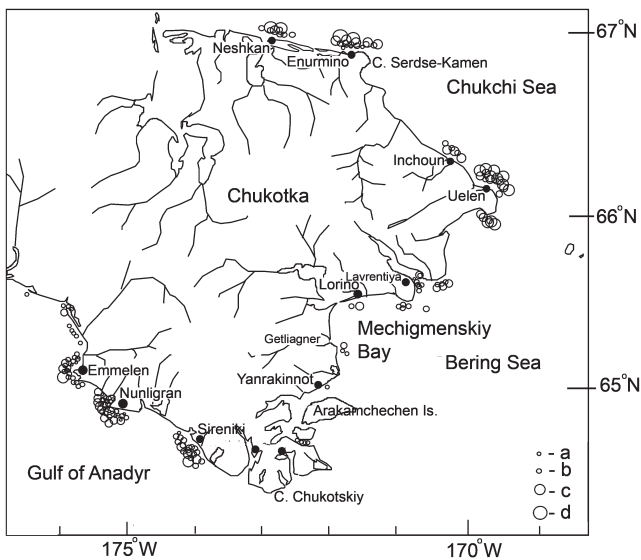 67°N
Neshkan
Enurmino
C. Serdse-Kamen
Chukchi Sea
Inchoun
Chukotka
Uelen
66°N
Lavrentiya
Lorino
Mechigmenskiy
Bay
Getliagner
Bering Sea
Emmelen
Yanrakinnot
65°N
Nunligran
Arakamchechen Is.
Sireniki
Gulf of Anadyr
C. Chukotskiy
- a
- b
- c
- d
175°W
170°W